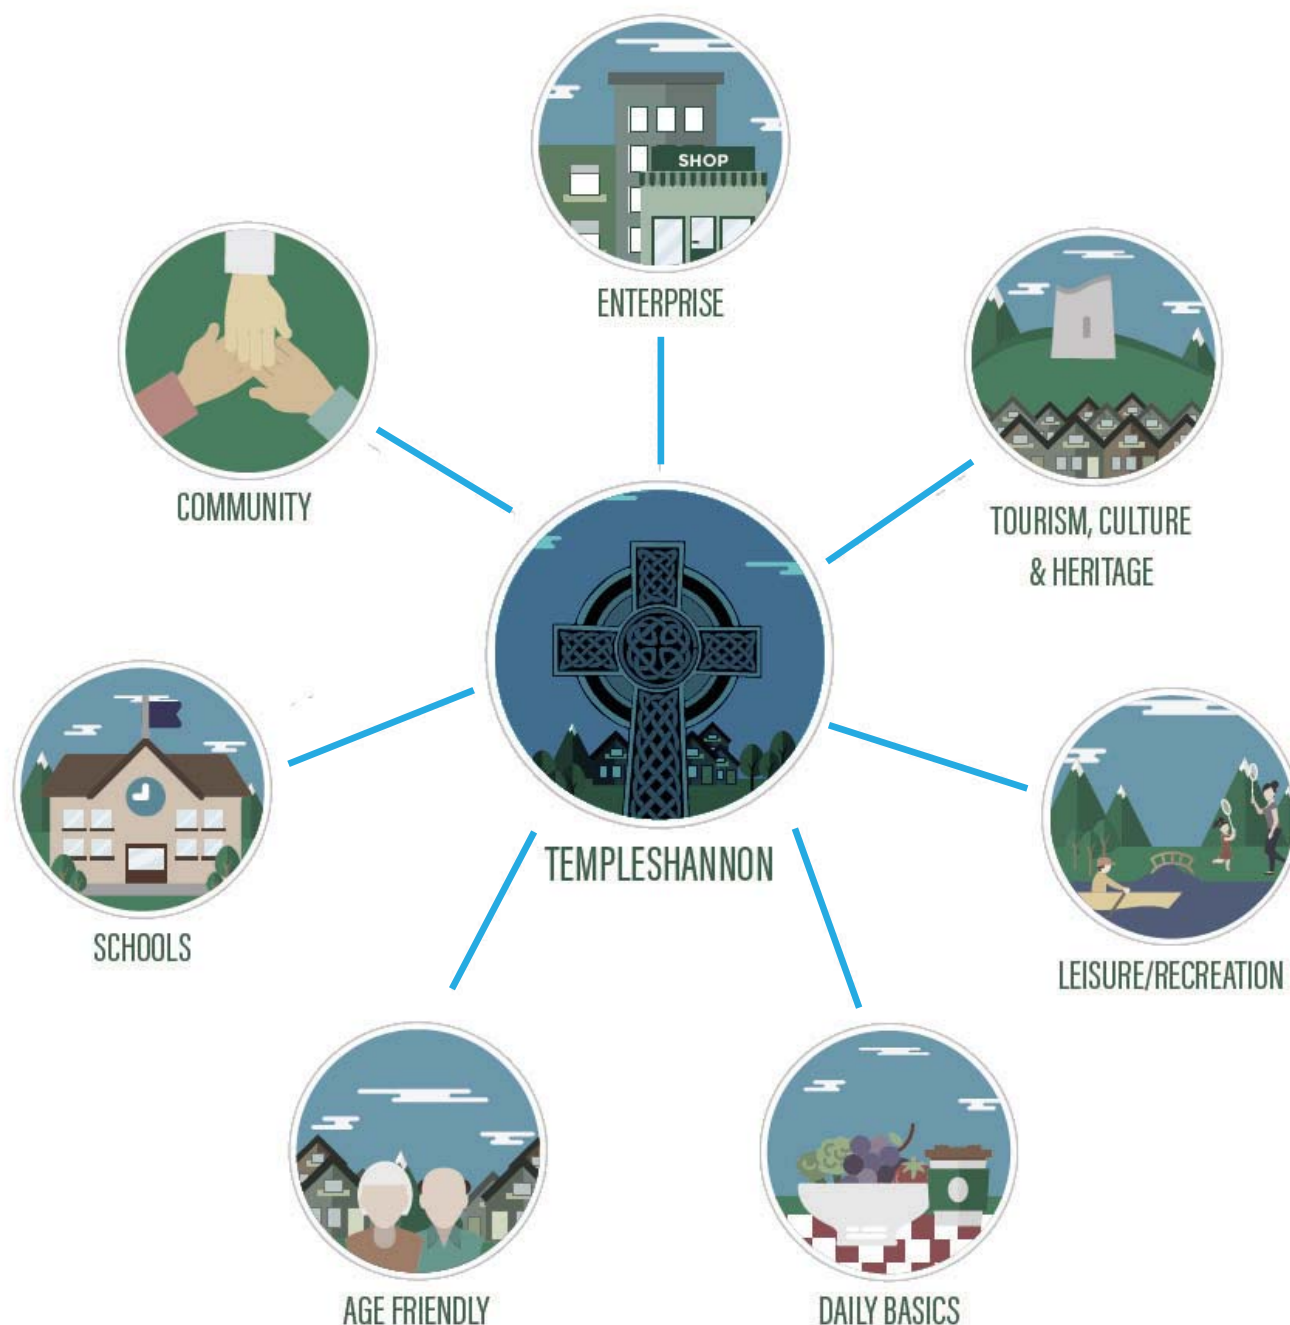 SHOP
ENTERPRISE
COMMUNITY
TOURISM, CULTURE
& HERITAGE
TEMPLESHANNON
SCHOOLS
LEISURE/RECREATION
AGE FRIENDLY
DAILY BASICS